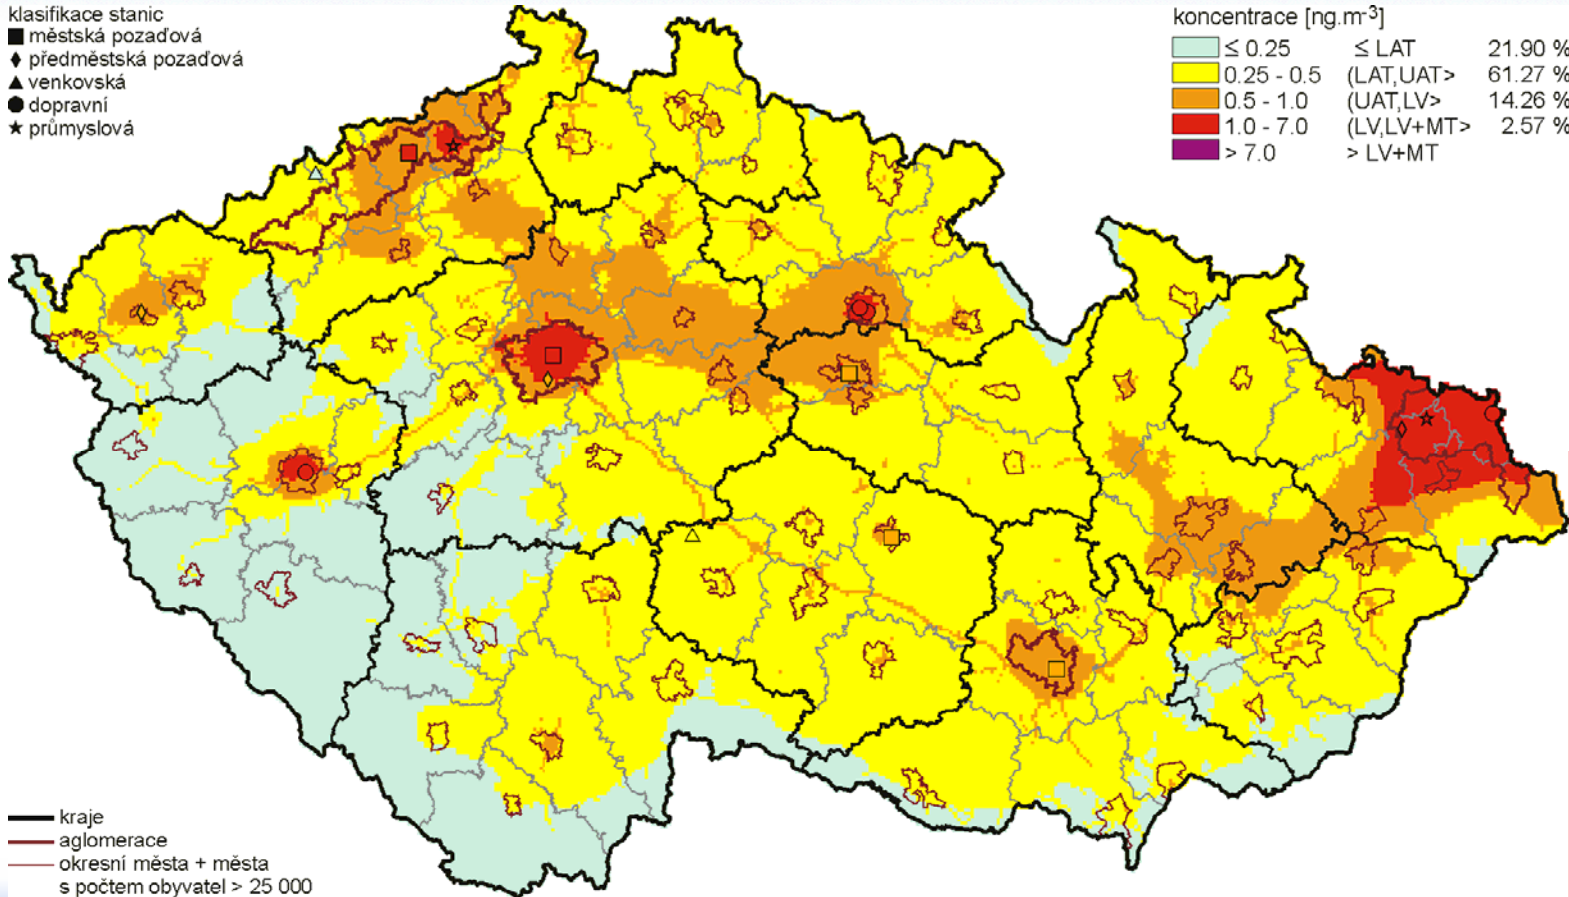 klasifikace stanic
městská pozaďová
předměstská pozaďová
venkovská
dopravní
průmyslová
koncentrace [ng.m-3]
≤ 0.25 ≤ LAT 21.90 %
0.25 - 0.5 (LAT,UAT> 61.27 %
0.5 - 1.0 (UAT,LV> 14.26 %
1.0 - 7.0 (LV,LV+MT> 2.57 %
> 7.0 > LV+MT
kraje
aglomerace
okresní města + města
s počtem obyvatel > 25 000